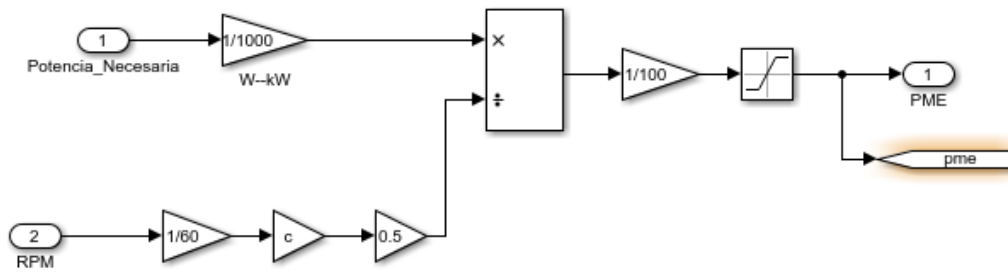 1
Potencia_Necesaria
1/1000
W--kW
×
÷
1/100
1
PME
pme
2
RPM
1/60
c
0.5